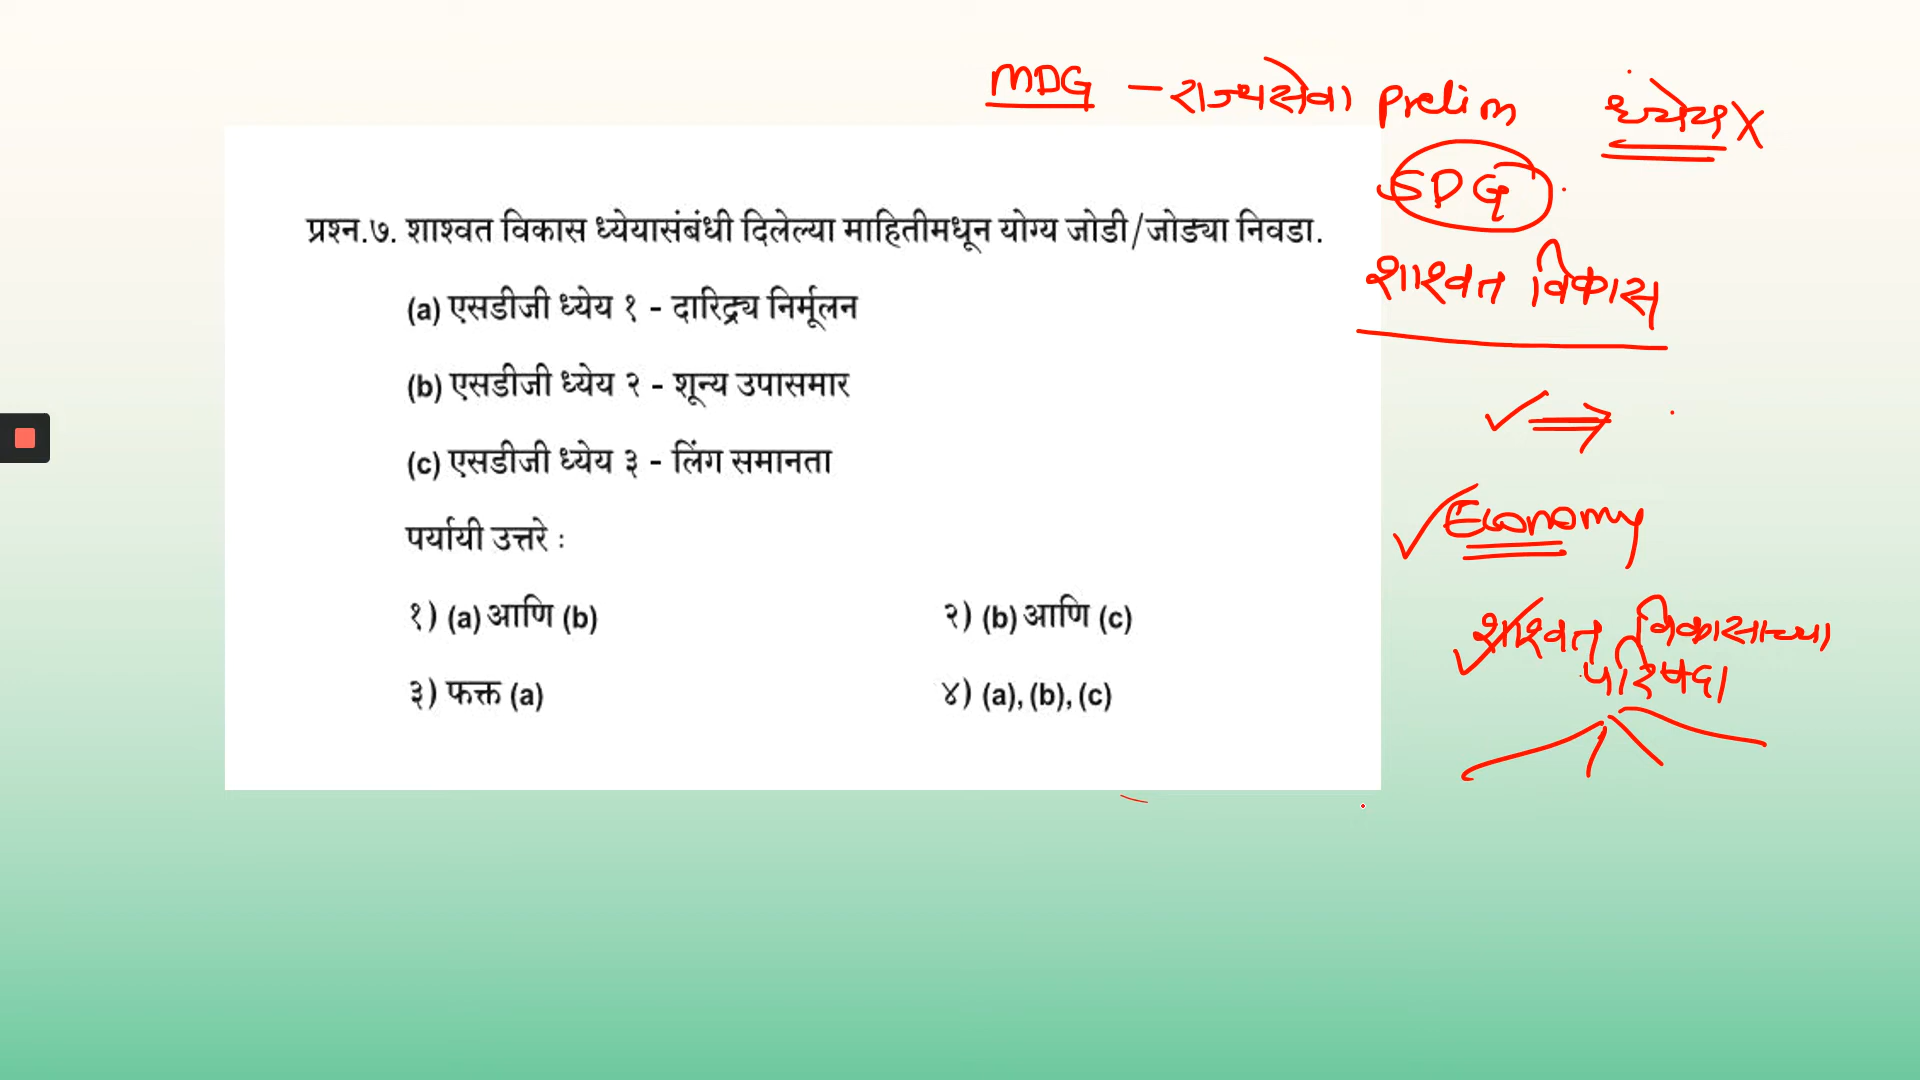 MDG – राज्यसेवा Prelim
ध्येय X
SDG
शाश्वत विकास
प्रश्न.७. शाश्वत विकास ध्येयासंबंधी दिलेल्या माहितीमधून योग्य जोडी/जोड्या निवडा.
(a) एसडीजी ध्येय १ - दारिद्र्य निर्मूलन
(b) एसडीजी ध्येय २ - शून्य उपासमार
(c) एसडीजी ध्येय ३ - लिंग समानता
पर्यायी उत्तरे :
१) (a) आणि (b)
२) (b) आणि (c)
३) फक्त (a)
४) (a), (b), (c)
Economy
शाश्वत विकासाच्या
परिषदा